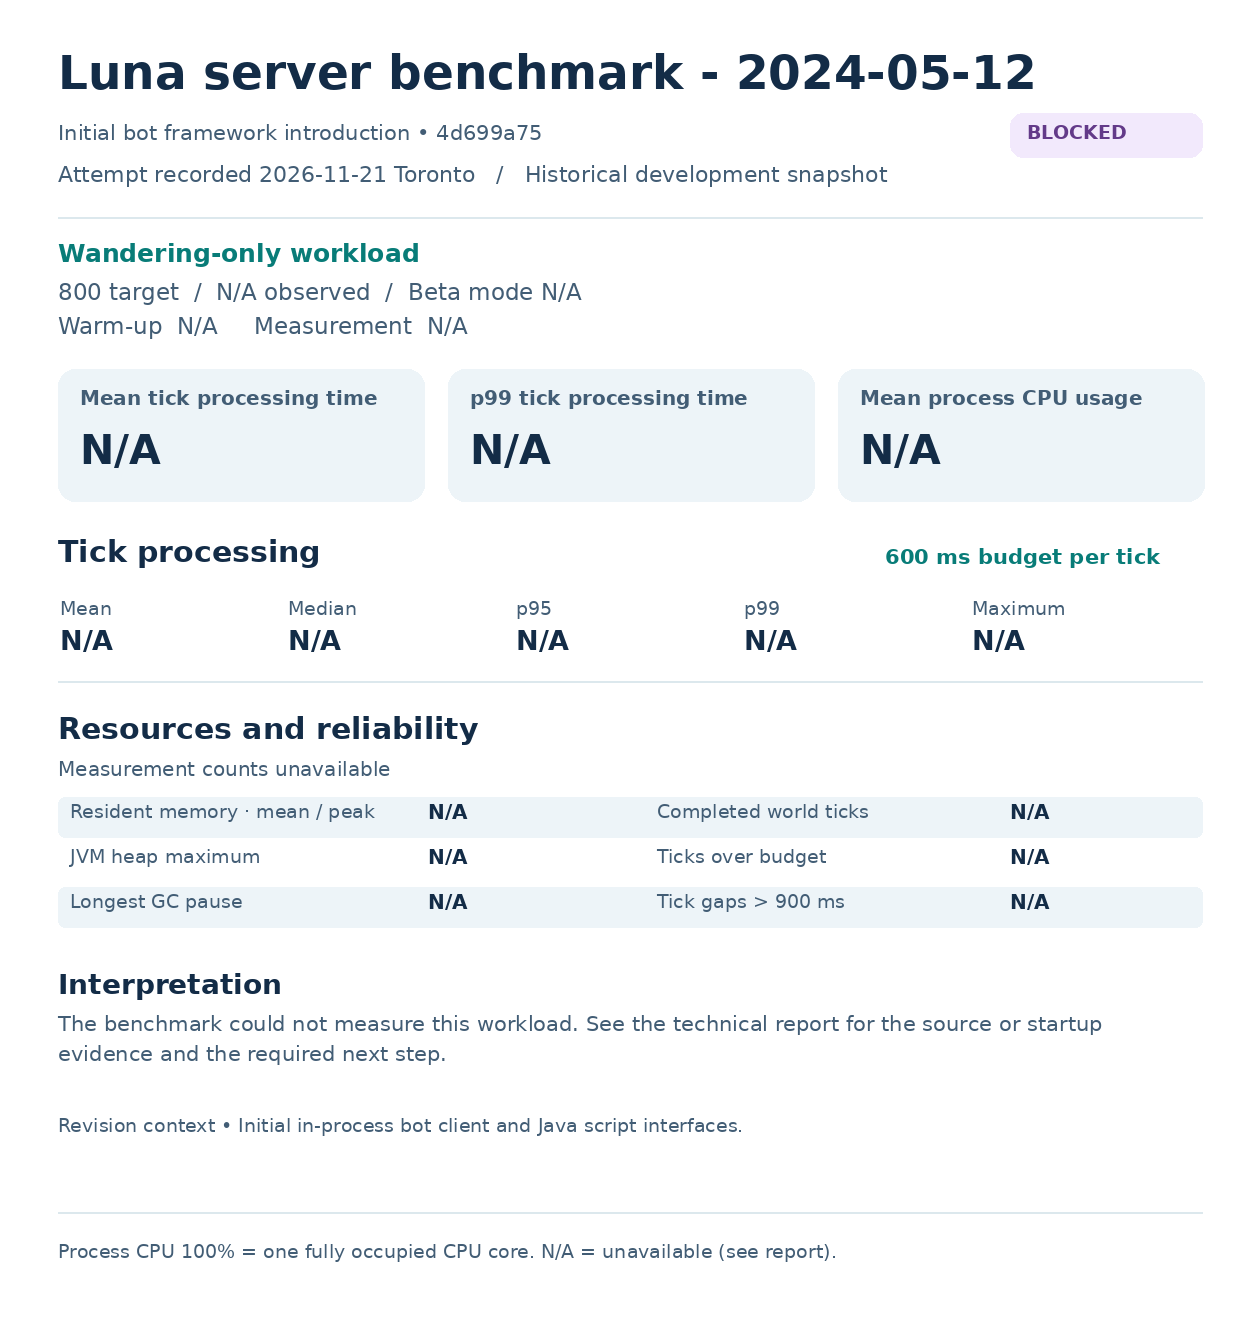 Luna server benchmark - 2024-05-12
Initial bot framework introduction • 4d699a75
BLOCKED
Attempt recorded 2026-11-21 Toronto / Historical development snapshot
Wandering-only workload
800 target / N/A observed / Beta mode N/A
Warm-up N/A Measurement N/A
Mean tick processing time
N/A
p99 tick processing time
N/A
Mean process CPU usage
N/A
Tick processing
600 ms budget per tick
Mean
N/A
Median
N/A
p95
N/A
p99
N/A
Maximum
N/A
Resources and reliability
Measurement counts unavailable
Resident memory · mean / peak N/A Completed world ticks N/A
JVM heap maximum N/A Ticks over budget N/A
Longest GC pause N/A Tick gaps > 900 ms N/A
Interpretation
The benchmark could not measure this workload. See the technical report for the source or startup
evidence and the required next step.
Revision context • Initial in-process bot client and Java script interfaces.
Process CPU 100% = one fully occupied CPU core. N/A = unavailable (see report).